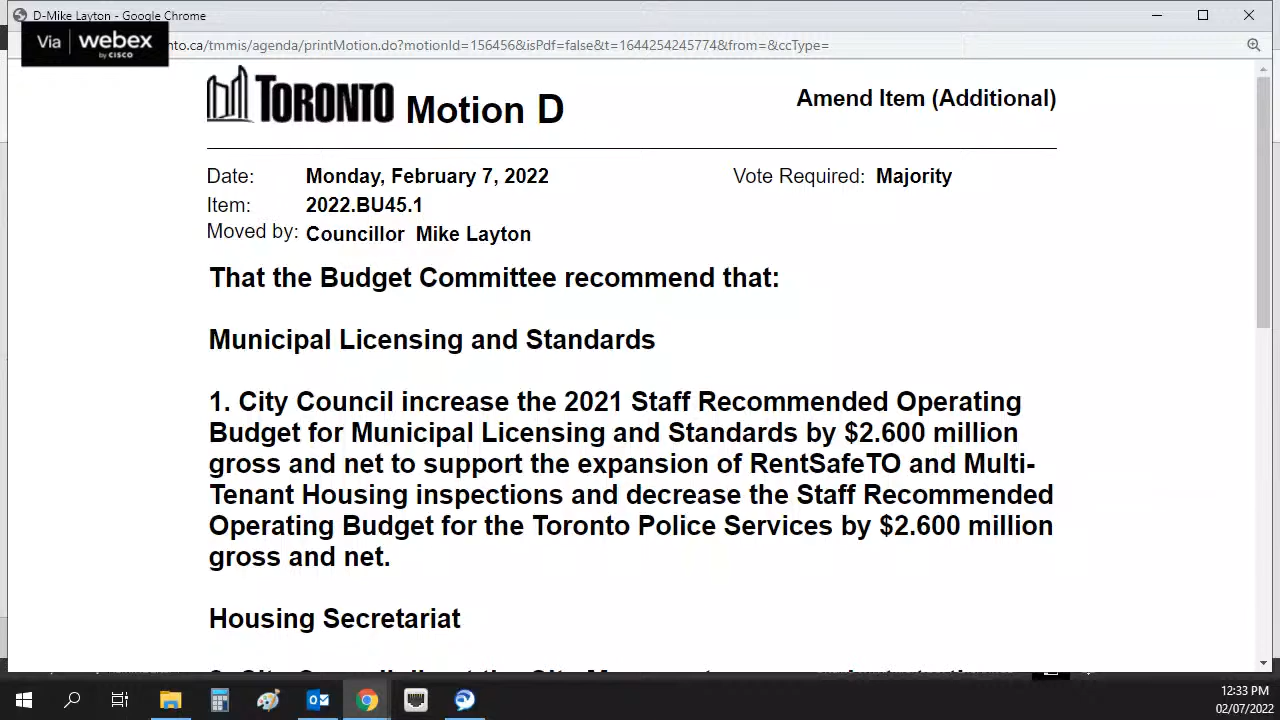 D-Mike Layton - Google Chrome
Via webex
by CISCO
nto.ca/tmmis/agenda/printMotion.do?motionId=156456&isPdf=false&t=1644254245774&from=&ccType=
TORONTO Motion D
Amend Item (Additional)
Date: Monday, February 7, 2022
Vote Required: Majority
Item: 2022.BU45.1
Moved by: Councillor Mike Layton
That the Budget Committee recommend that:
Municipal Licensing and Standards
1. City Council increase the 2021 Staff Recommended Operating
Budget for Municipal Licensing and Standards by $2.600 million
gross and net to support the expansion of RentSafeTO and Multi-
Tenant Housing inspections and decrease the Staff Recommended
Operating Budget for the Toronto Police Services by $2.600 million
gross and net.
Housing Secretariat
12:33 PM
02/07/2022